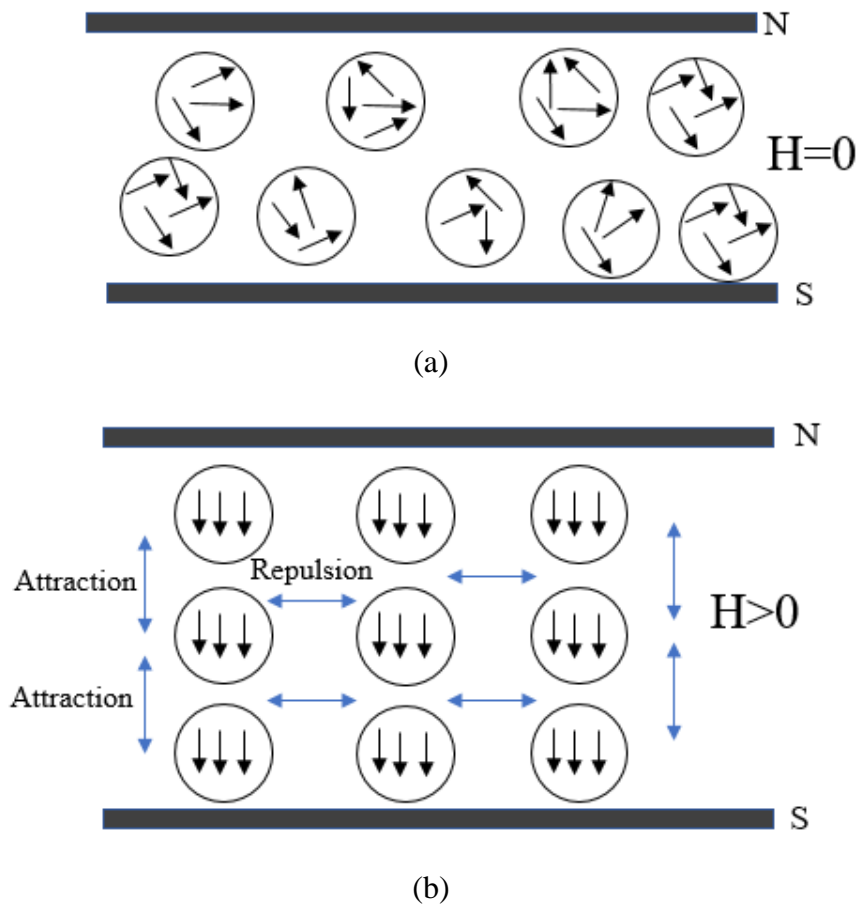 N
H=0
S
(a)
N
Attraction
Repulsion
H>0
Attraction
S
(b)